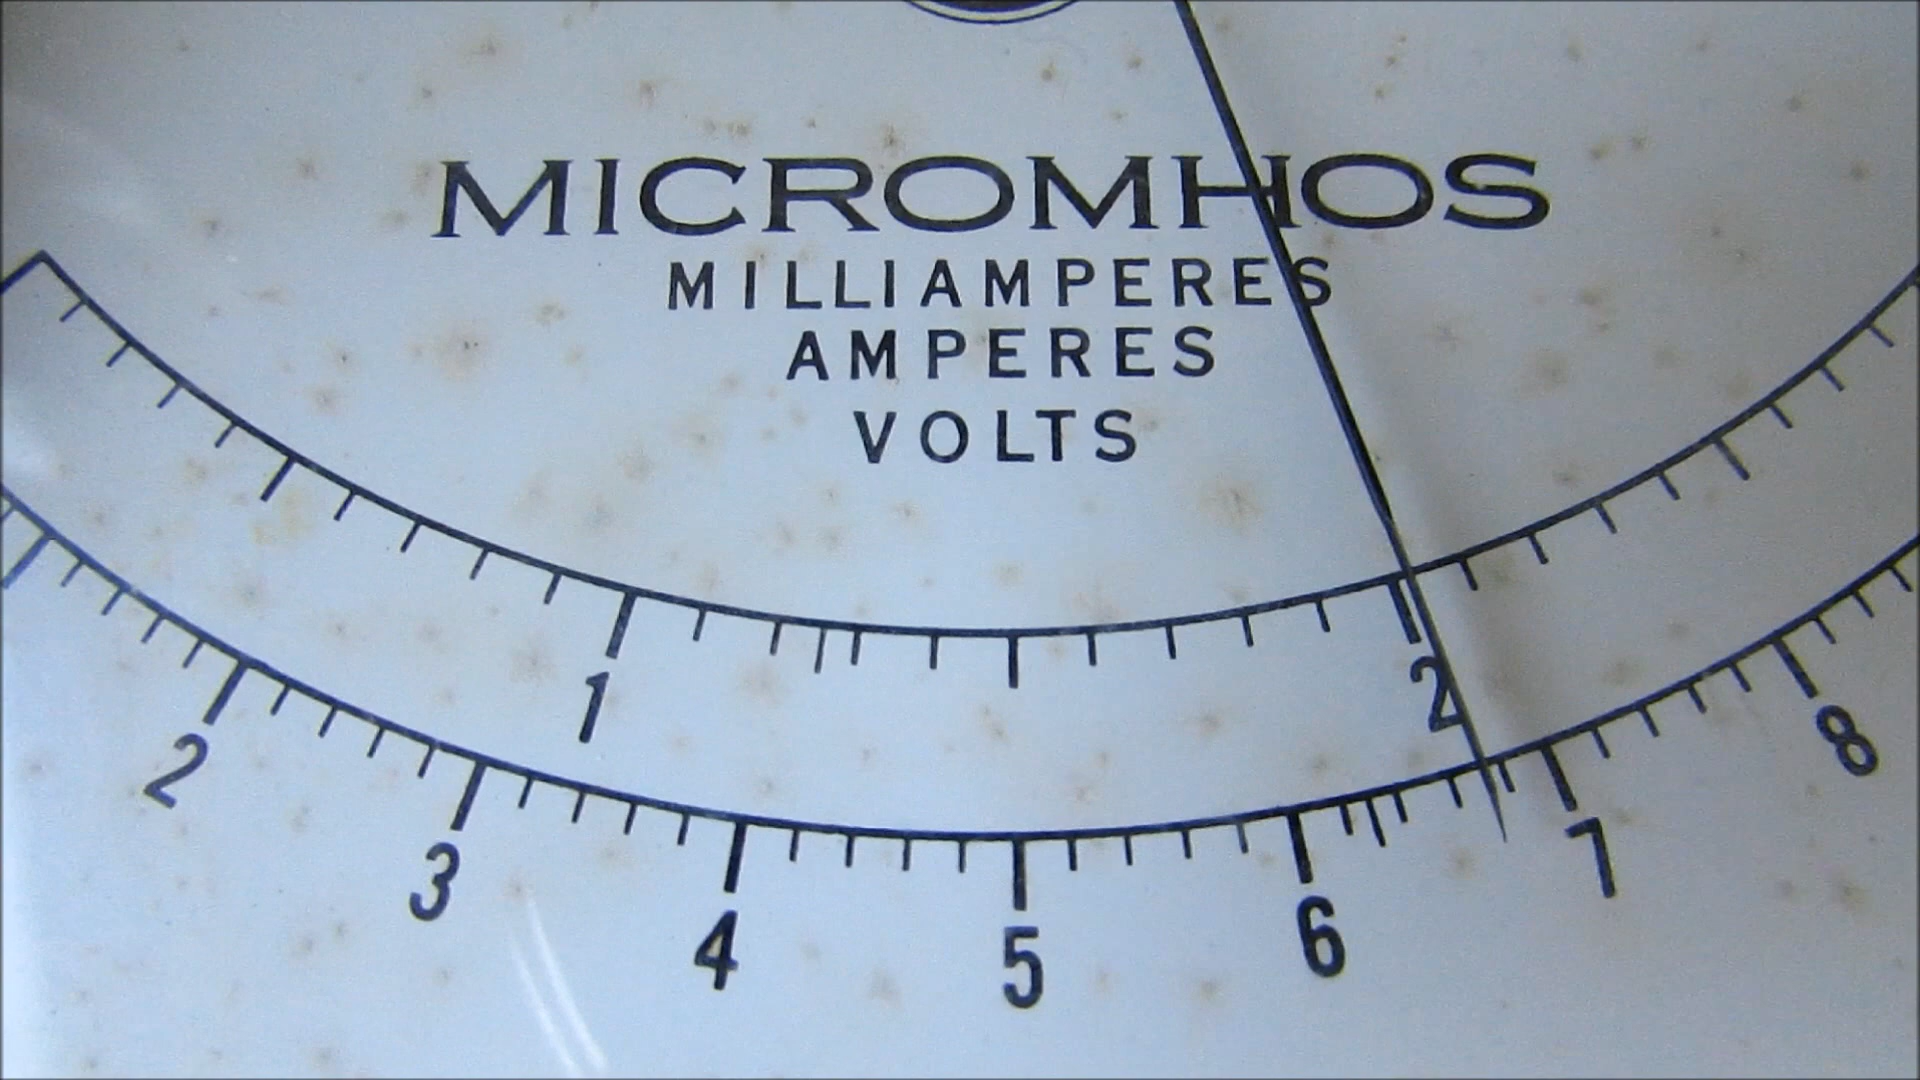 MICROMHOS
MILLIAMPERES
AMPERES
VOLTS
1 2
2 3 4 5 6 7 8